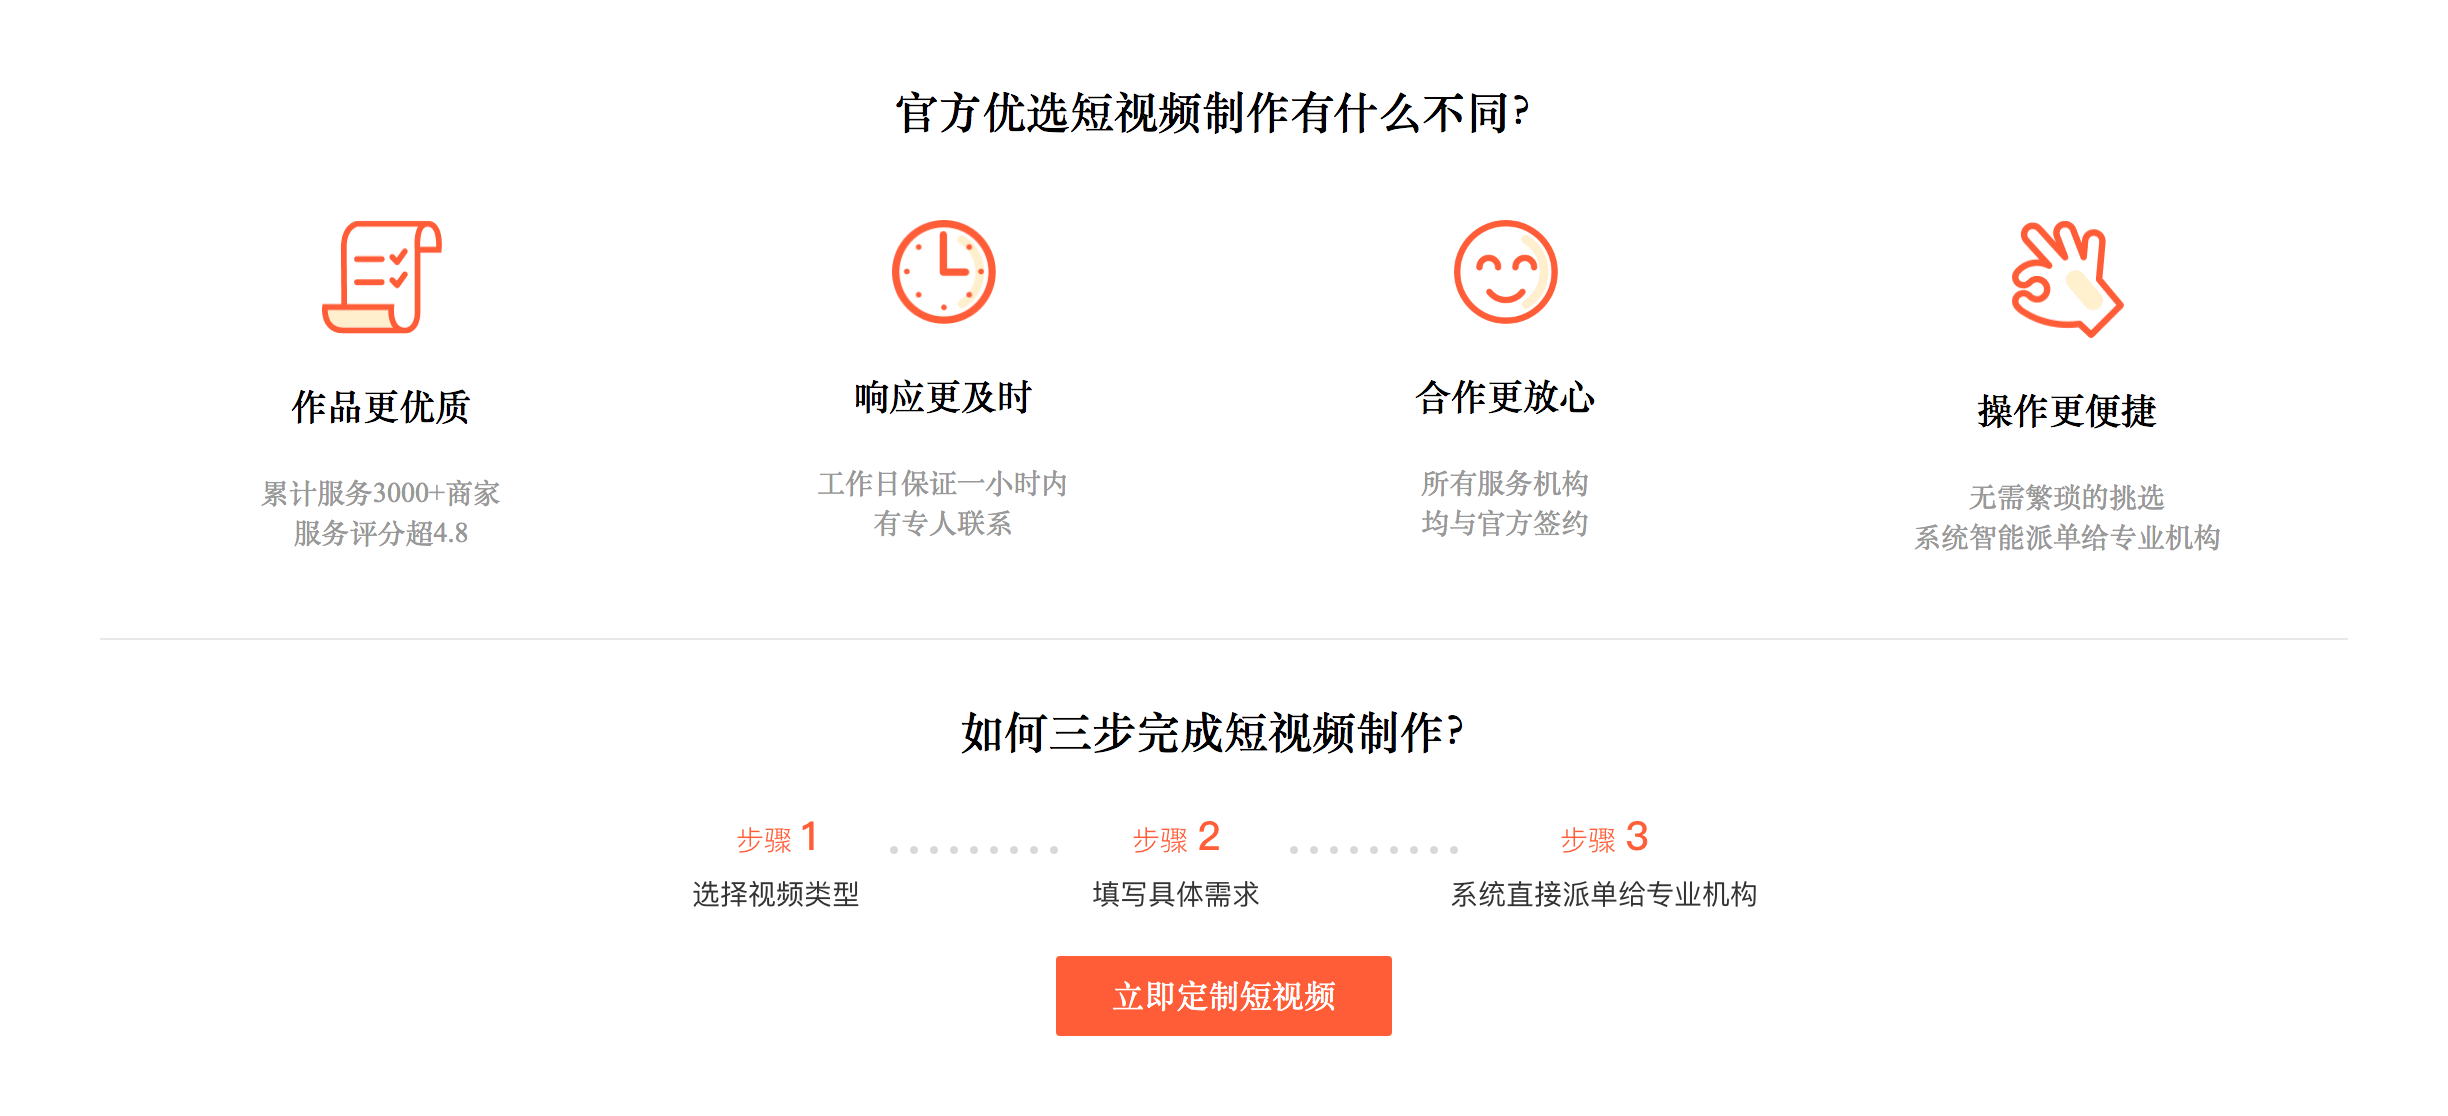 官方优选短视频制作有什么不同?
作品更优质
累计服务3000+商家
服务评分超4.8
响应更及时
工作日保证一小时内
有专人联系
合作更放心
所有服务机构
均与官方签约
操作更便捷
无需繁琐的挑选
系统智能派单给专业机构
如何三步完成短视频制作?
步骤 1
选择视频类型
步骤 2
填写具体需求
步骤 3
系统直接派单给专业机构
立即定制短视频